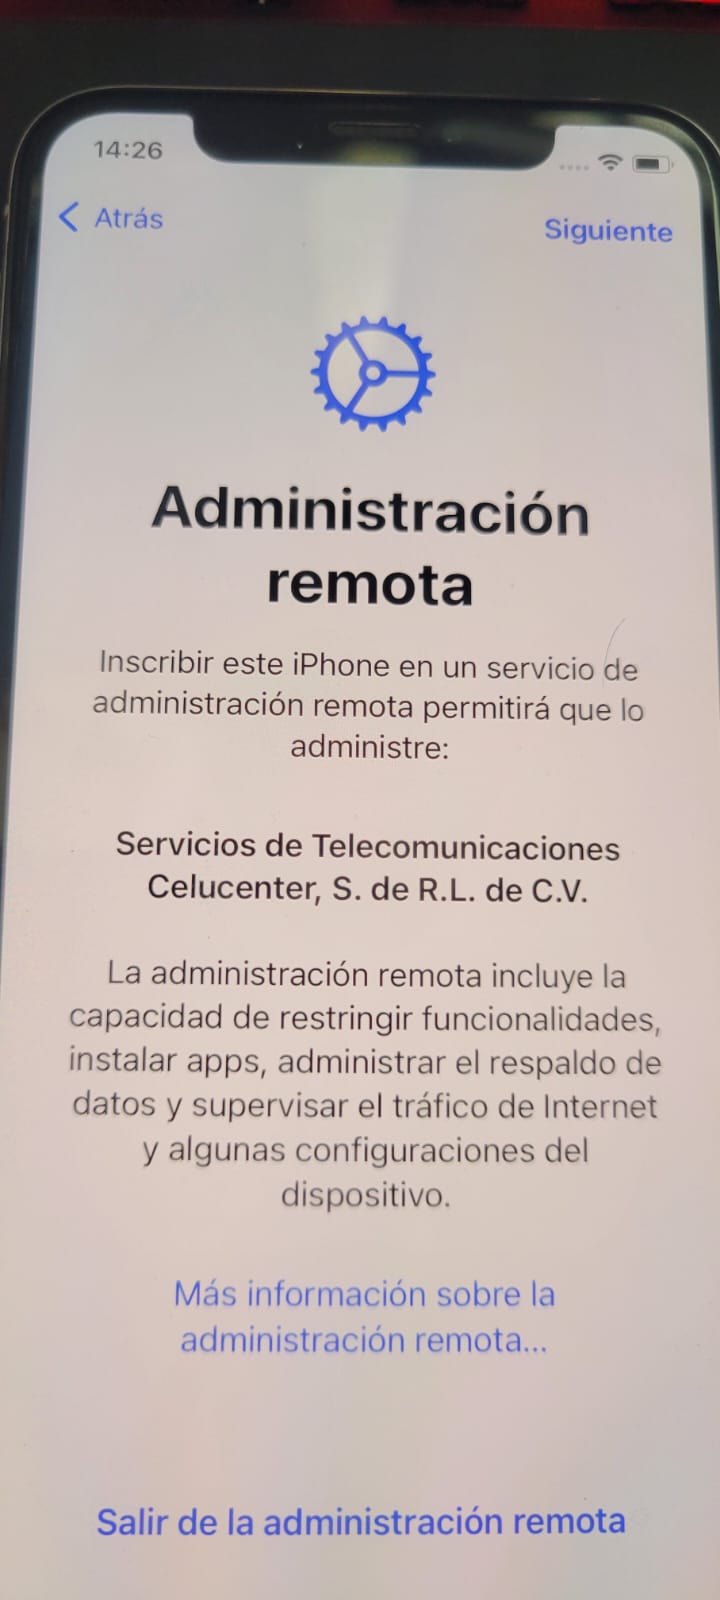 14:26
Atrás
Siguiente
Administración
remota
Inscribir este iPhone en un servicio de
administración remota permitirá que lo
administre:
Servicios de Telecomunicaciones
Celucenter, S. de R.L. de C.V.
La administración remota incluye la
capacidad de restringir funcionalidades,
instalar apps, administrar el respaldo de
datos y supervisar el tráfico de Internet
y algunas configuraciones del
dispositivo.
Más información sobre la
administración remota...
Salir de la administración remota